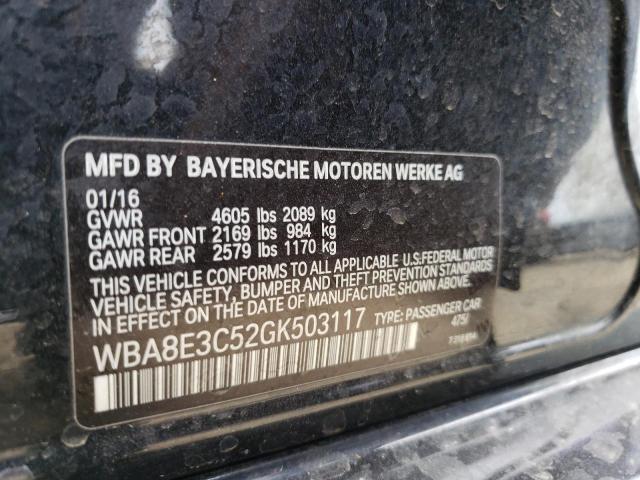 MFD BY BAYERISCHE MOTOREN WERKE AG
01/16
GVWR 4605 lbs 2089 kg
GAWR FRONT 2169 lbs 984 kg
GAWR REAR 2579 lbs 1170 kg
THIS VEHICLE CONFORMS TO ALL APPLICABLE U.S.FEDERAL MOTOR
VEHICLE SAFETY, BUMPER AND THEFT PREVENTION STANDARDS
IN EFFECT ON THE DATE OF MANUFACTURE SHOWN ABOVE.
WBA8E3C52GK503117 TYPE: PASSENGER CAR
475/